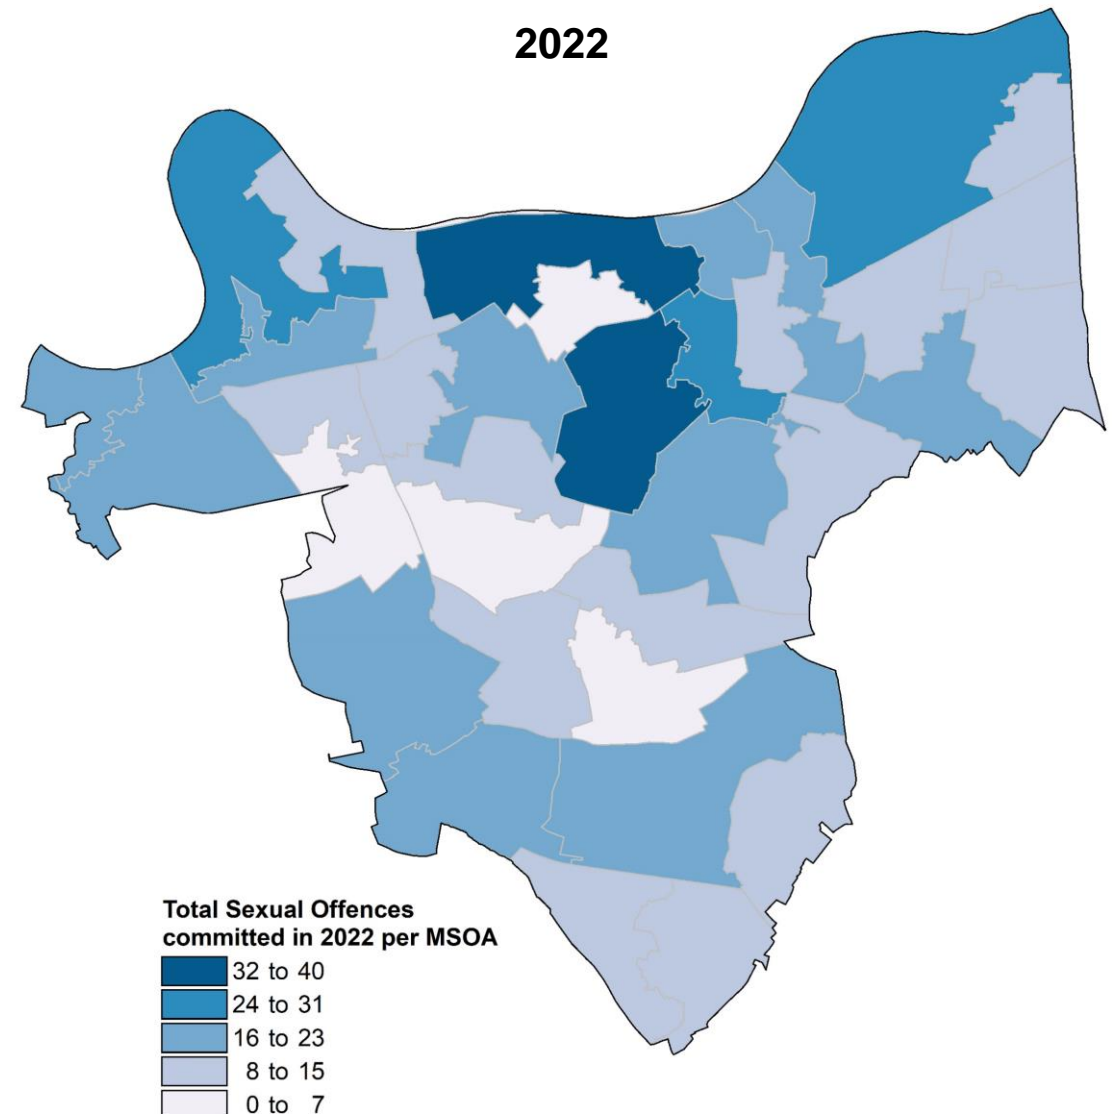 2022
Total Sexual Offences
committed in 2022 per MSOA
32 to 40
24 to 31
16 to 23
8 to 15
0 to 7